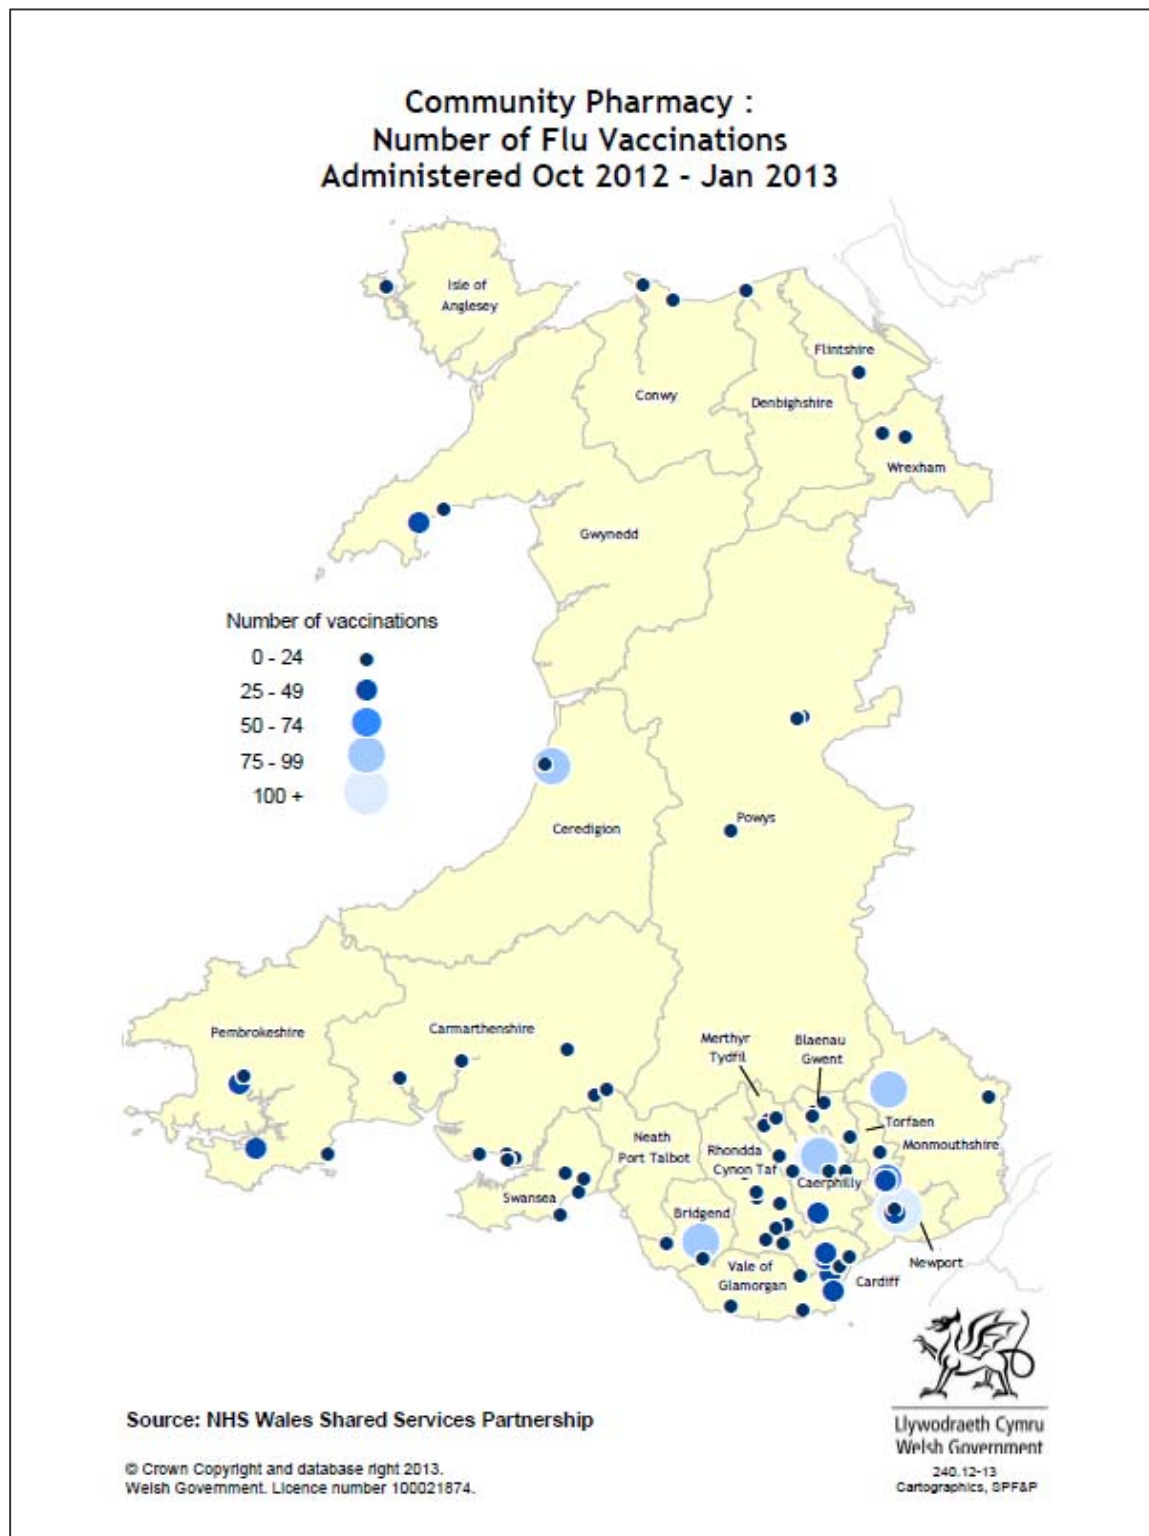 Community Pharmacy :
Number of Flu Vaccinations
Administered Oct 2012 - Jan 2013
Isle of
Anglesey
Flintshire
Conwy
Denbighshire
Wrexham
Gwynedd
Number of vaccinations
0 - 24
25 - 49
50 - 74
75 - 99
100 +
Powys
Ceredigion
Pembrokeshire
Carmarthenshire
Merthyr
Tydfil
Blaenau
Gwent
Torfaen
Monmouthshire
Neath
Port Talbot
Rhondda
Cynon Taf
Caerphilly
Swansea
Bridgend
Newport
Vale of
Glamorgan
Cardiff
Source: NHS Wales Shared Services Partnership
Llywodraeth Cymru
Welsh Government
© Crown Copyright and database right 2013.
Welsh Government. Licence number 100021874.
240.12-13
Cartographics, SPF&P